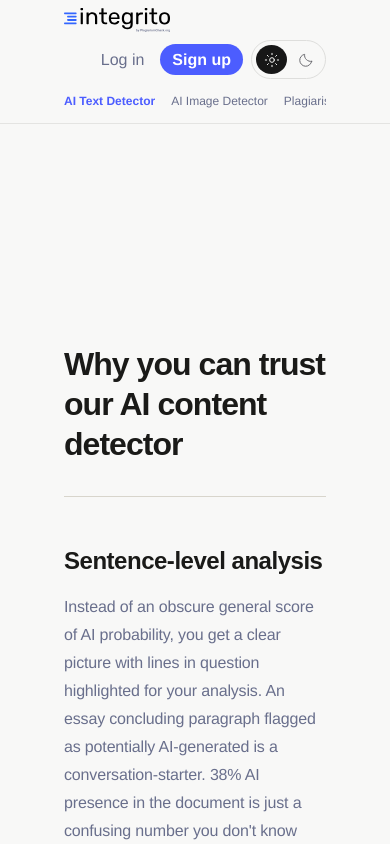 integrito
Log in
Sign up
AI Text Detector
AI Image Detector
Plagiaris
Why you can trust
our AI content
detector
Sentence-level analysis
Instead of an obscure general score
of AI probability, you get a clear
picture with lines in question
highlighted for your analysis. An
essay concluding paragraph flagged
as potentially AI-generated is a
conversation-starter. 38% AI
presence in the document is just a
confusing number you don't know